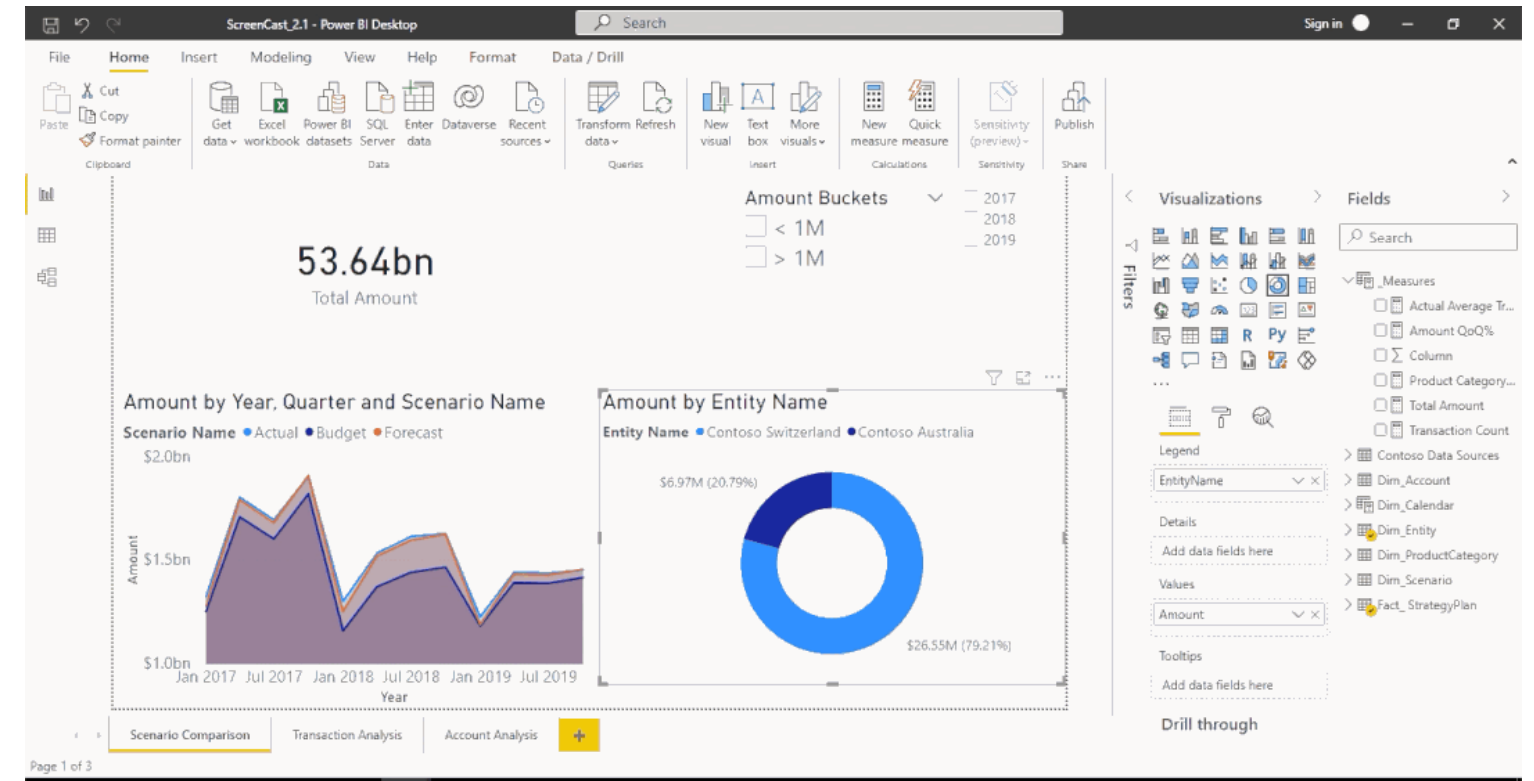 ScreenCast_2.1 - Power BI Desktop
Search
Sign in
File Home Insert Modeling View Help Format Data / Drill
Paste
Cut
Copy
Format painter
Clipboard
Get data
Excel workbook
Power BI datasets
SQL Server
Enter data
Dataverse
Recent sources
Data
Transform data
Refresh
Queries
New visual
Text box
More visuals
Insert
New measure
Quick measure
Calculations
Sensitivity (preview)
Sensitivity
Publish
Share
53.64bn
Total Amount
Amount Buckets
< 1M
> 1M
2017
2018
2019
Amount by Year, Quarter and Scenario Name
Scenario Name Actual Budget Forecast
$2.0bn
$1.5bn
$1.0bn
Amount
Jan 2017 Jul 2017 Jan 2018 Jul 2018 Jan 2019 Jul 2019
Year
Amount by Entity Name
Entity Name Contoso Switzerland Contoso Australia
$6.97M (20.79%)
$26.55M (79.21%)
Filters
Visualizations
R Py
123
...
Legend
EntityName
Details
Add data fields here
Values
Amount
Tooltips
Add data fields here
Drill through
Fields
Search
_Measures
Actual Average Tr...
Amount QoQ%
Column
Product Category...
Total Amount
Transaction Count
Contoso Data Sources
Dim_Account
Dim_Calendar
Dim_Entity
Dim_ProductCategory
Dim_Scenario
Fact_StrategyPlan
Scenario Comparison Transaction Analysis Account Analysis +
Page 1 of 3